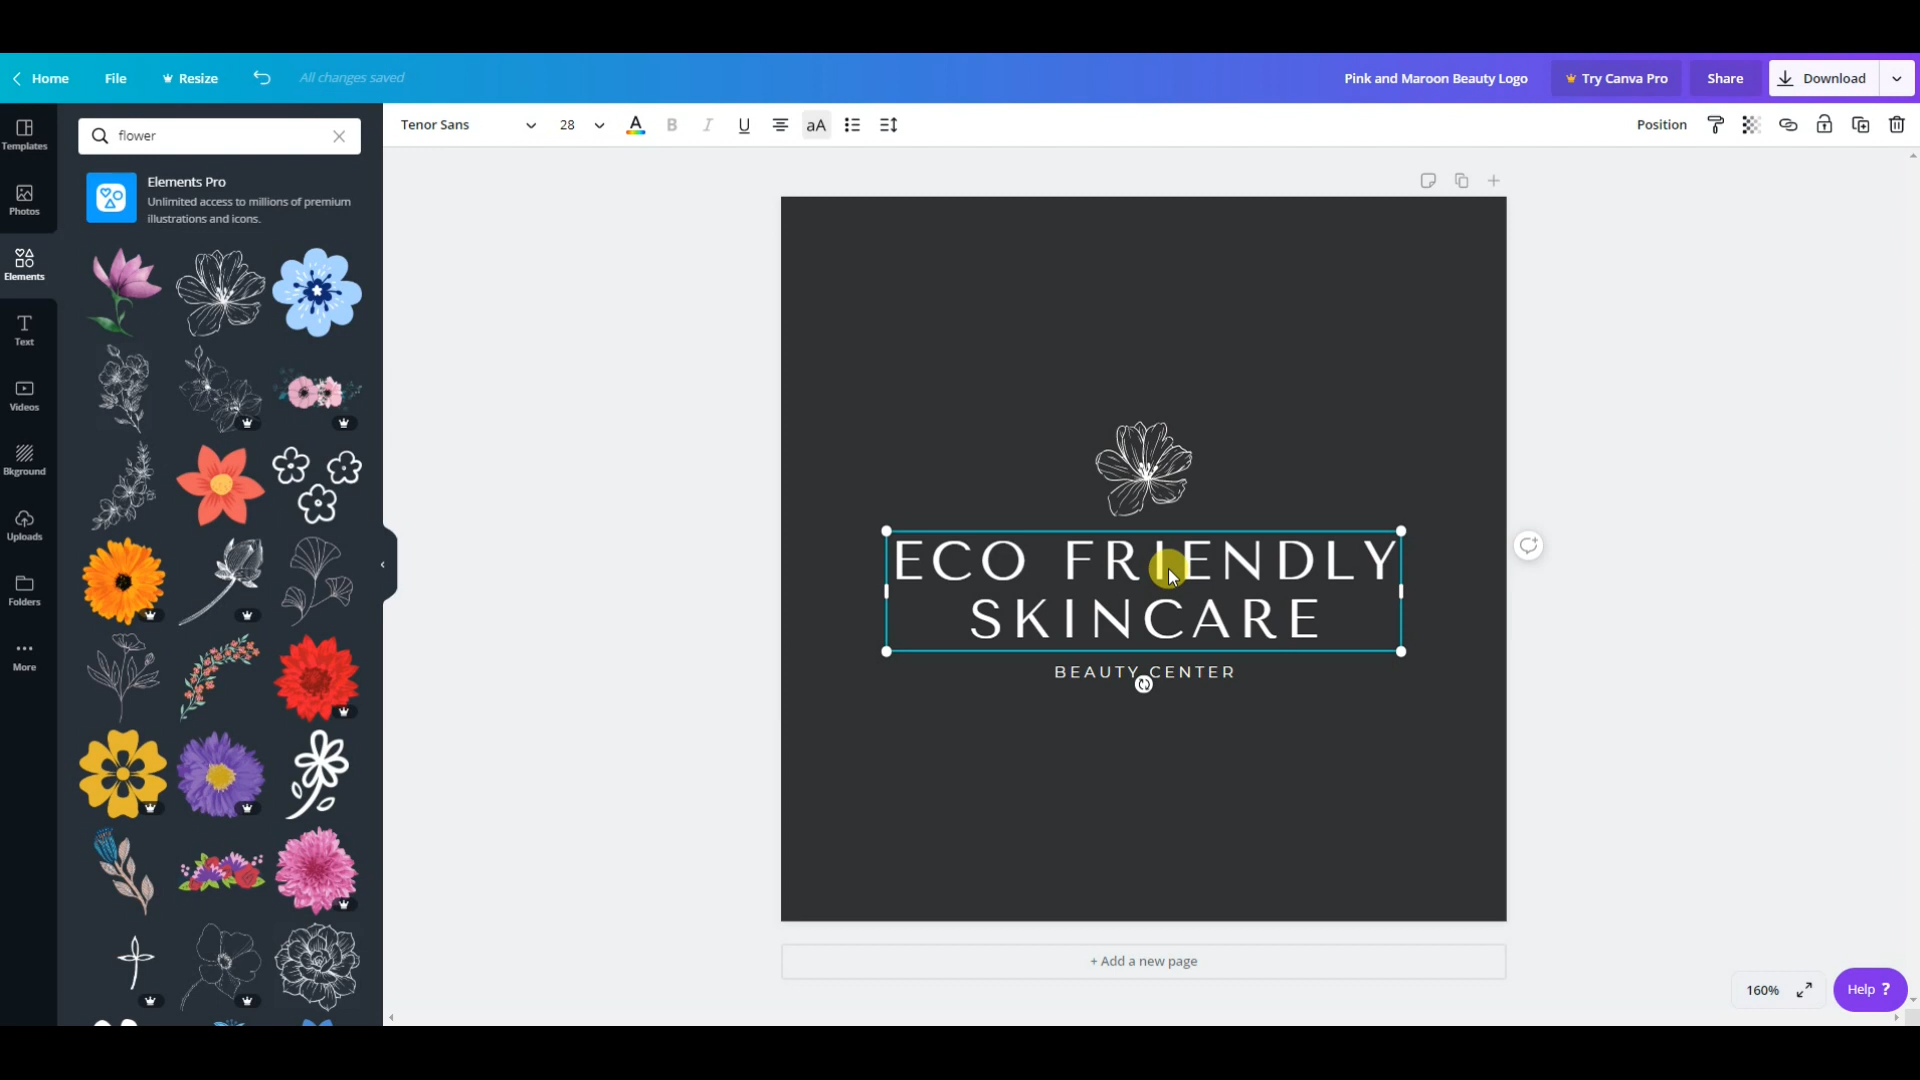 Home
File
Resize
All changes saved
Pink and Maroon Beauty Logo
Try Canva Pro
Share
Download
Templates
Photos
Elements
Text
Videos
Bkground
Uploads
Folders
More
flower
Elements Pro
Unlimited access to millions of premium
illustrations and icons.
Tenor Sans
28
A
B
I
U
aA
Position
ECO FRIENDLY
SKINCARE
BEAUTY CENTER
+ Add a new page
160%
Help ?